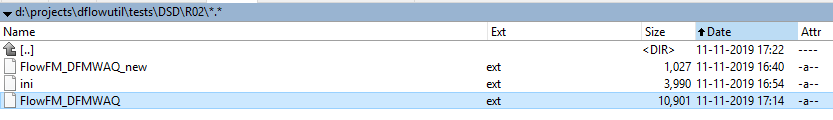 d:\projects\dflowutil\tests\DSD\R02\*.*
Name Ext Size Date Attr
[..] <DIR> 11-11-2019 17:22 ----
FlowFM_DFMWAQ_new ext 1,027 11-11-2019 16:40 -a--
ini ext 3,990 11-11-2019 16:54 -a--
FlowFM_DFMWAQ ext 10,901 11-11-2019 17:14 -a--